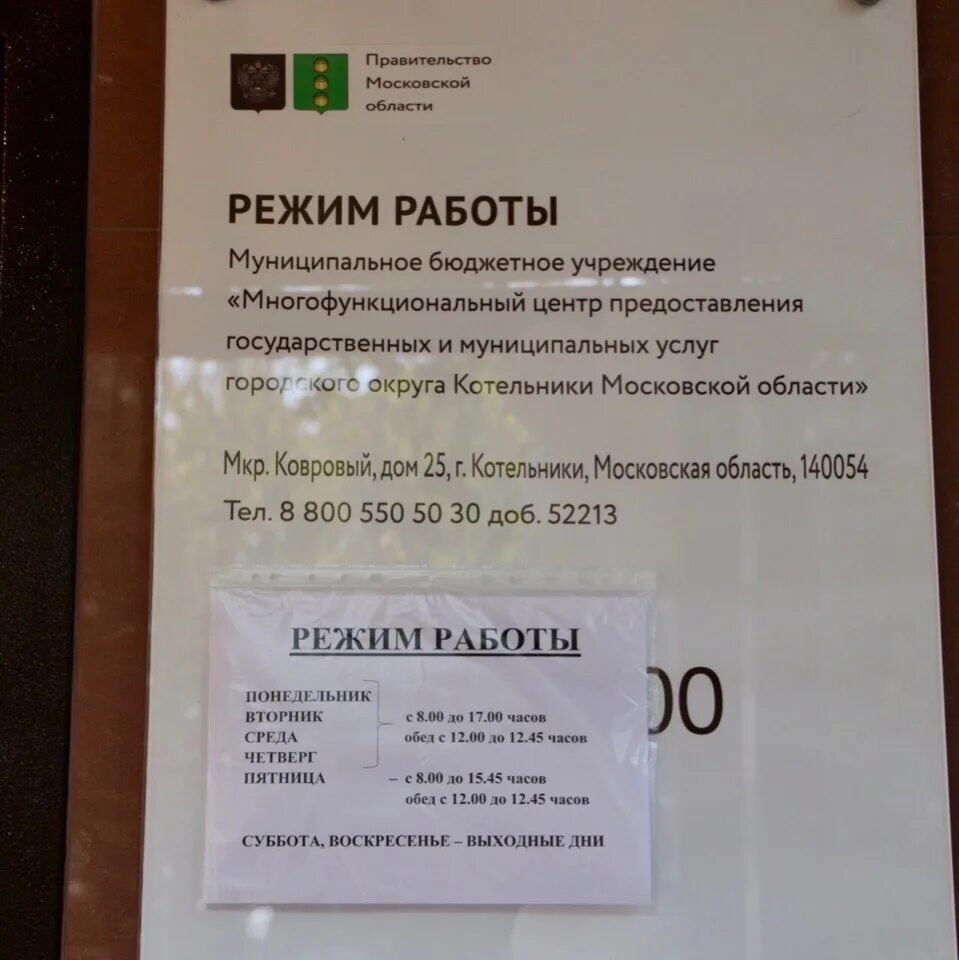 Правительство
Московской
области
РЕЖИМ РАБОТЫ
Муниципальное бюджетное учреждение
«Многофункциональный центр предоставления
государственных и муниципальных услуг
городского округа Котельники Московской области»
Мкр. Ковровый, дом 25, г. Котельники, Московская область, 140054
Тел. 8 800 550 50 30 доб. 52213
РЕЖИМ РАБОТЫ
ПОНЕДЕЛЬНИК
ВТОРНИК с 8.00 до 17.00 часов
СРЕДА обед с 12.00 до 12.45 часов
ЧЕТВЕРГ
ПЯТНИЦА – с 8.00 до 15.45 часов
обед с 12.00 до 12.45 часов
СУББОТА, ВОСКРЕСЕНЬЕ – ВЫХОДНЫЕ ДНИ
00